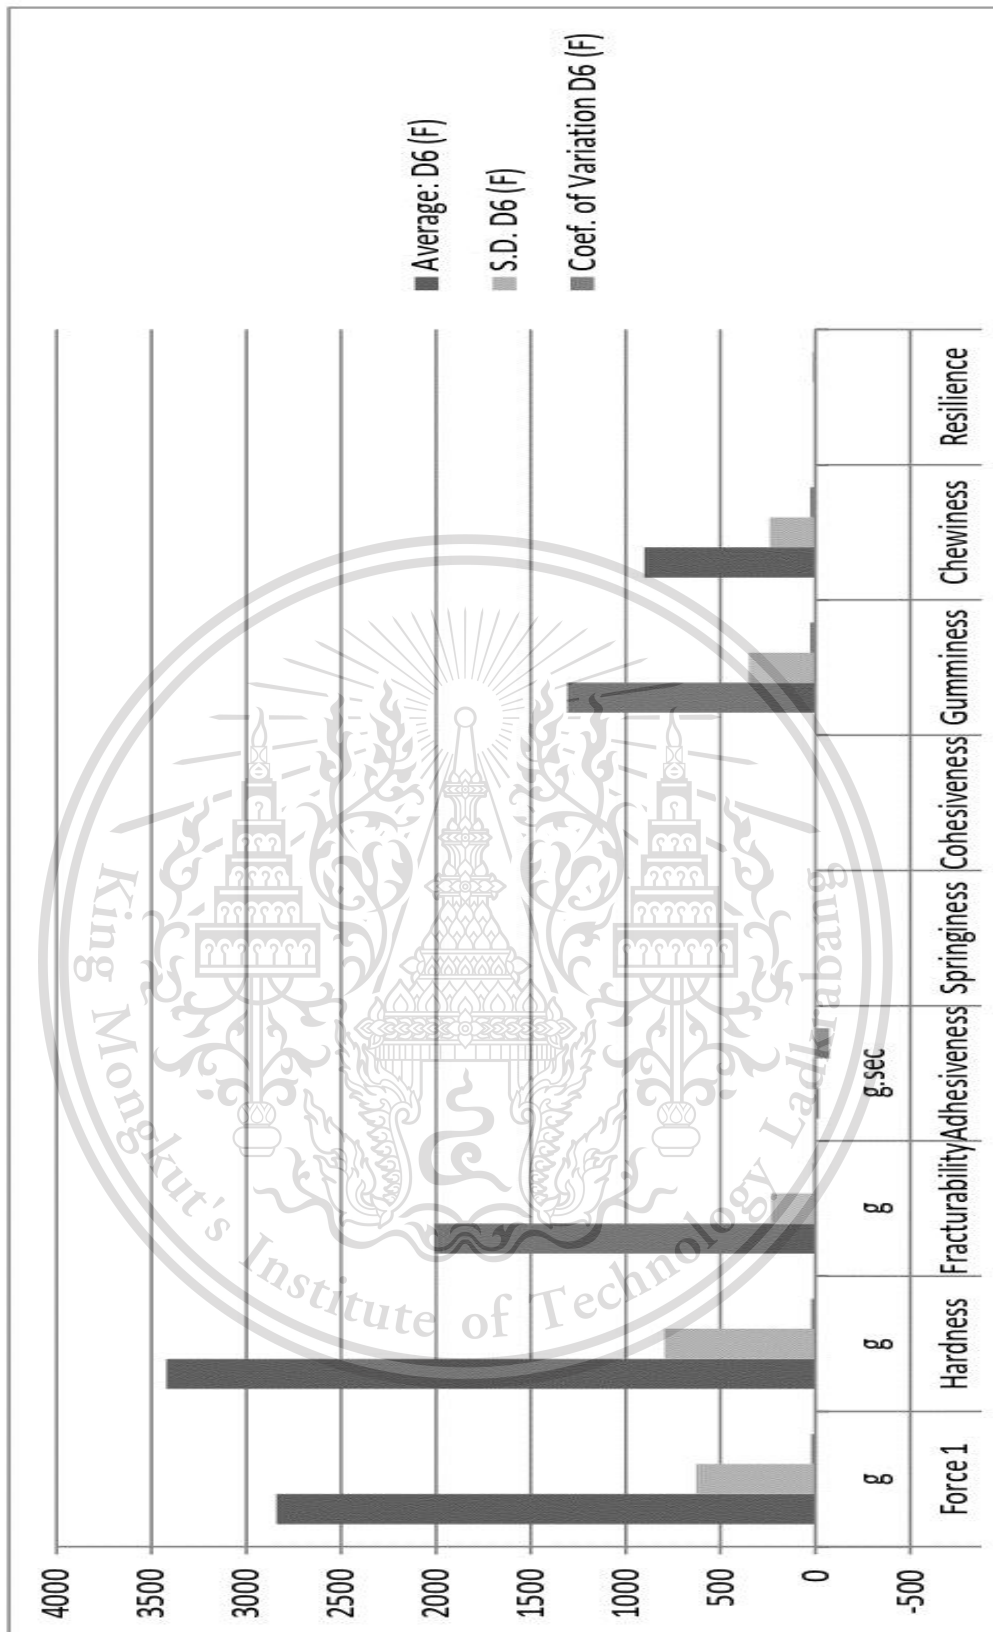 4000
3500
3000
2500
2000
1500
1000
500
0
-500
g
g
g
g.sec
Force 1
Hardness
Fracturability
Adhesiveness
Springiness
Cohesiveness
Gumminess
Chewiness
Resilience
Average: D6 (F)
S.D. D6 (F)
Coef. of Variation D6 (F)
King Mongkut's Institute of Technology Ladkrabang